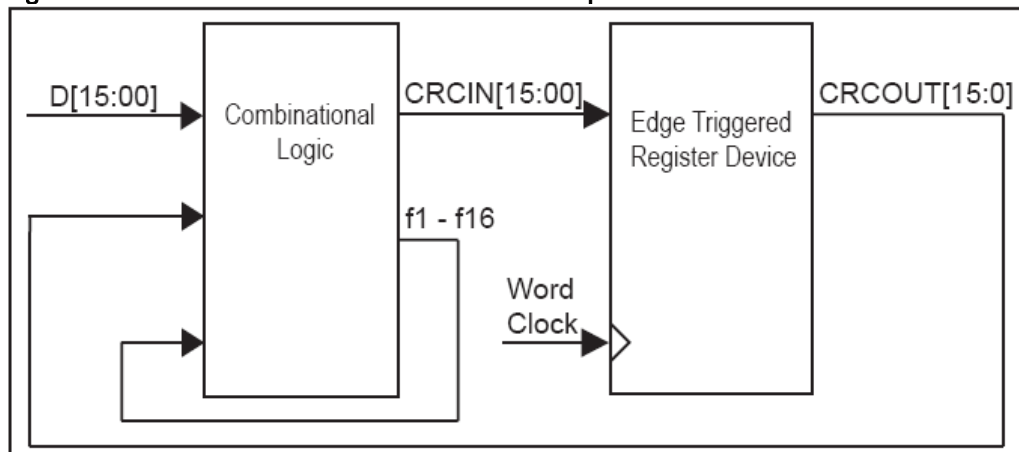 D[15:00]
Combinational
Logic
CRCIN[15:00]
f1 - f16
Word
Clock
Edge Triggered
Register Device
CRCOUT[15:0]